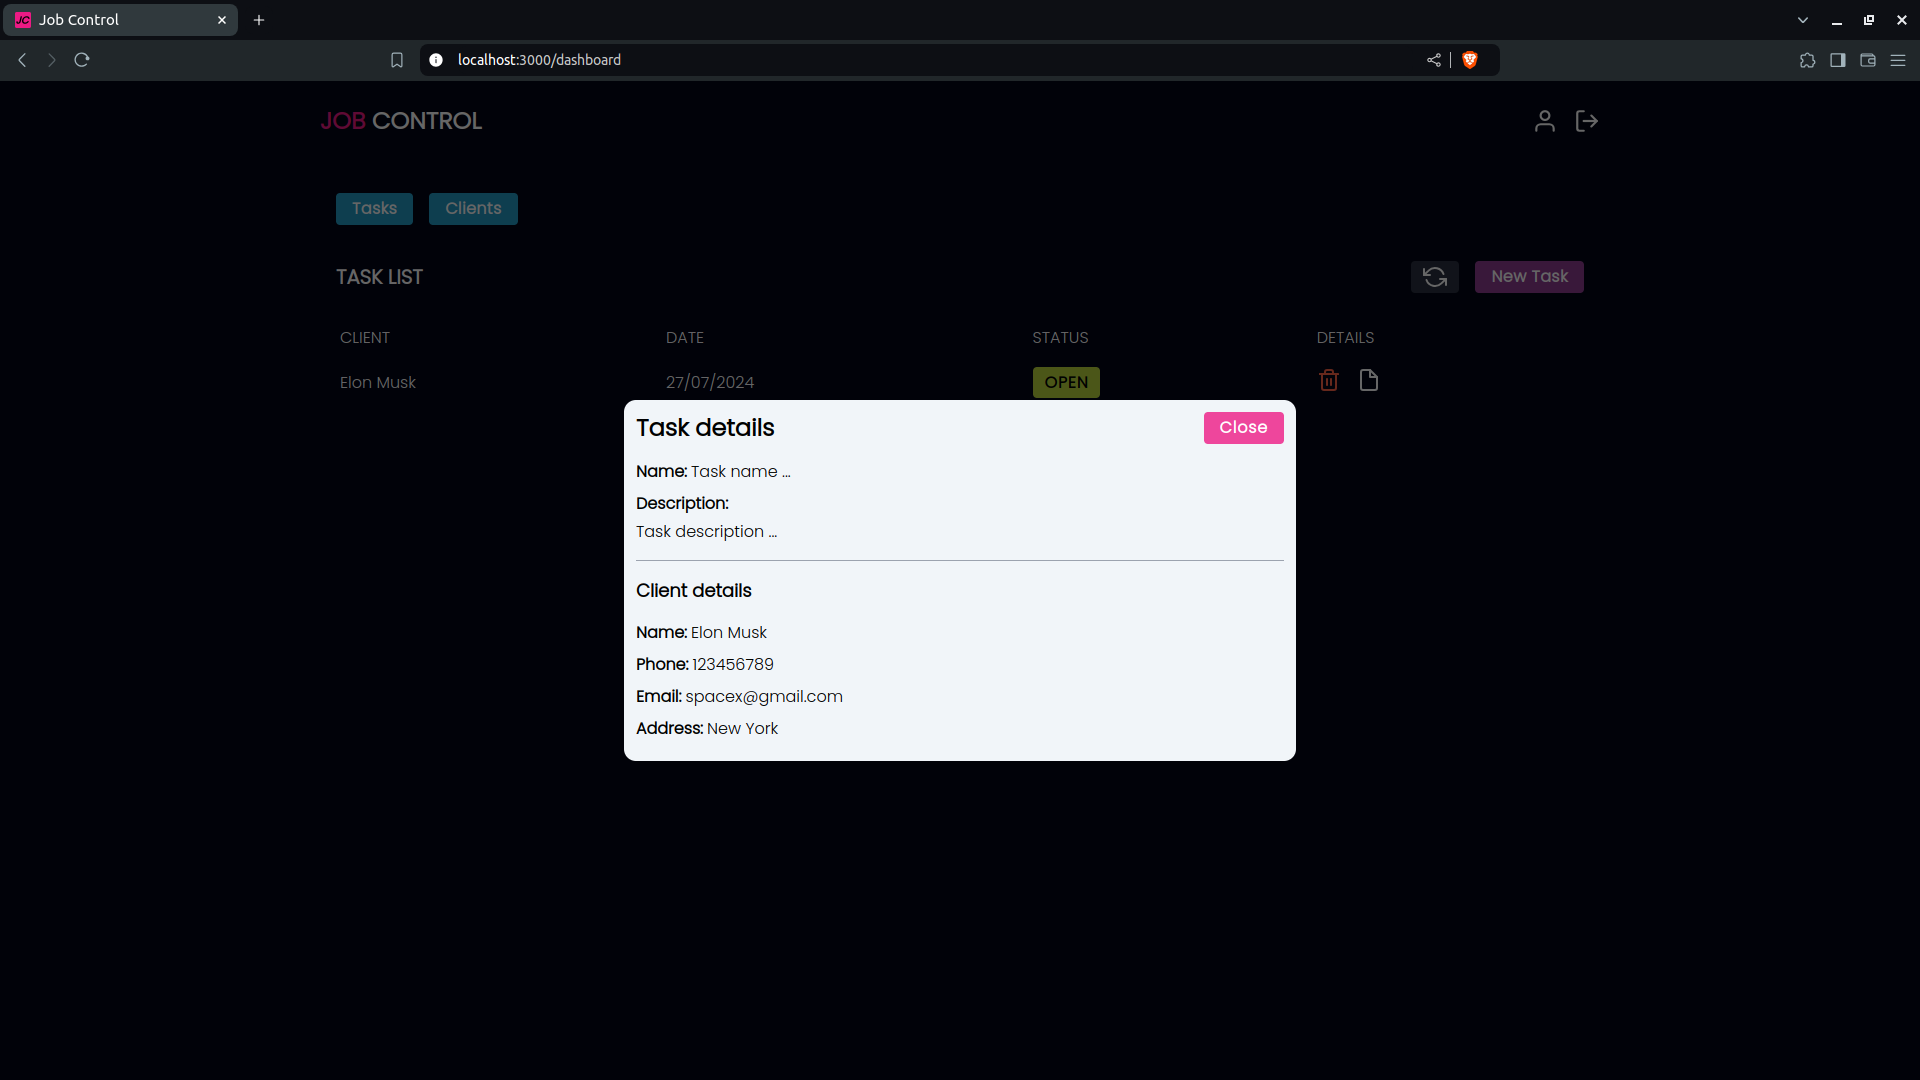 JC Job Control
localhost:3000/dashboard
JOB CONTROL
Tasks Clients
TASK LIST New Task
CLIENT DATE STATUS DETAILS
Elon Musk 27/07/2024 OPEN
Task details Close
Name: Task name ...
Description:
Task description ...
Client details
Name: Elon Musk
Phone: 123456789
Email: spacex@gmail.com
Address: New York